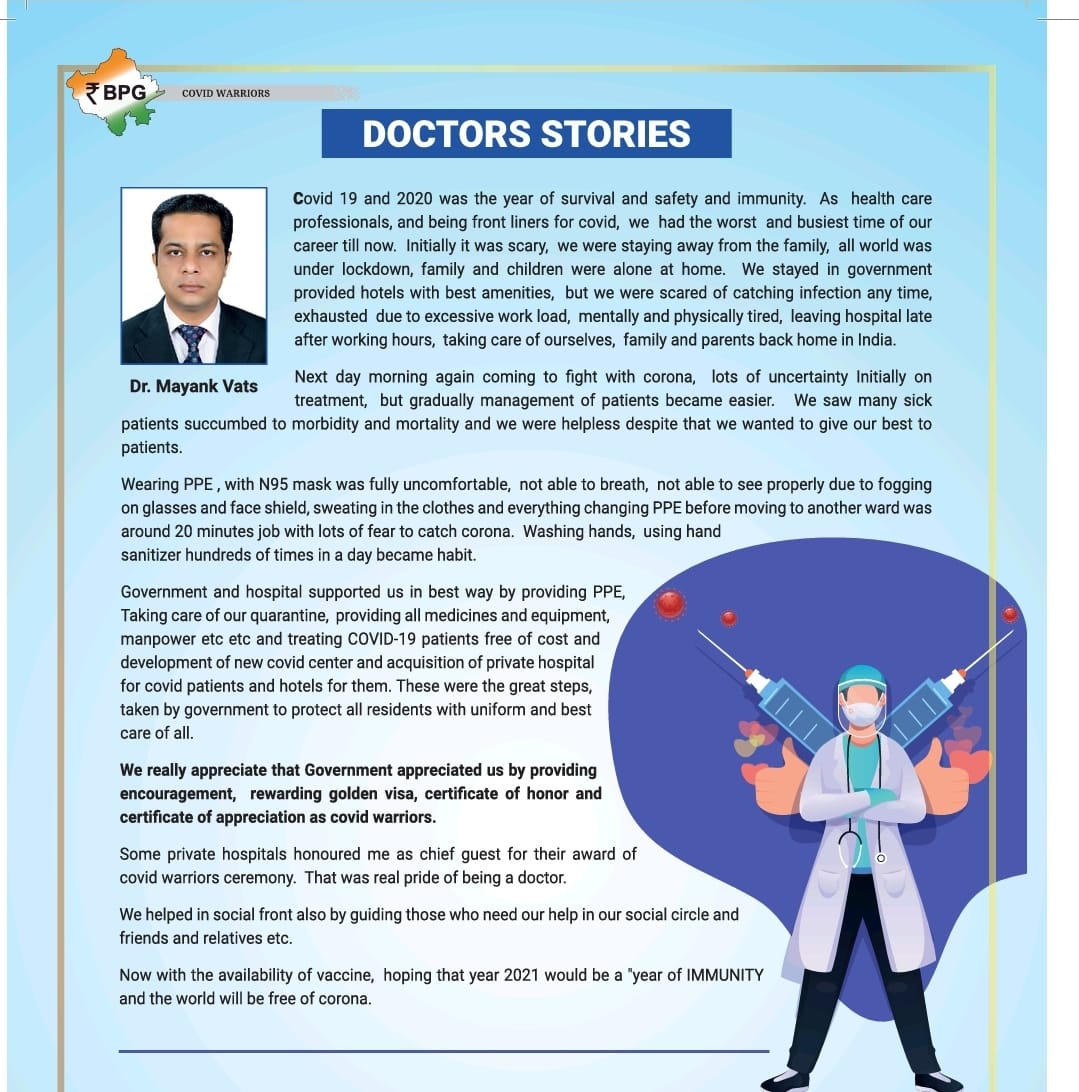 ₹ BPG
COVID WARRIORS
DOCTORS STORIES
Covid 19 and 2020 was the year of survival and safety and immunity. As health care
professionals, and being front liners for covid, we had the worst and busiest time of our
career till now. Initially it was scary, we were staying away from the family, all world was
under lockdown, family and children were alone at home. We stayed in government
provided hotels with best amenities, but we were scared of catching infection any time,
exhausted due to excessive work load, mentally and physically tired, leaving hospital late
after working hours, taking care of ourselves, family and parents back home in India.
Dr. Mayank Vats
Next day morning again coming to fight with corona, lots of uncertainty Initially on
treatment, but gradually management of patients became easier. We saw many sick
patients succumbed to morbidity and mortality and we were helpless despite that we wanted to give our best to
patients.
Wearing PPE , with N95 mask was fully uncomfortable, not able to breath, not able to see properly due to fogging
on glasses and face shield, sweating in the clothes and everything changing PPE before moving to another ward was
around 20 minutes job with lots of fear to catch corona. Washing hands, using hand
sanitizer hundreds of times in a day became habit.
Government and hospital supported us in best way by providing PPE,
Taking care of our quarantine, providing all medicines and equipment,
manpower etc etc and treating COVID-19 patients free of cost and
development of new covid center and acquisition of private hospital
for covid patients and hotels for them. These were the great steps,
taken by government to protect all residents with uniform and best
care of all.
We really appreciate that Government appreciated us by providing
encouragement, rewarding golden visa, certificate of honor and
certificate of appreciation as covid warriors.
Some private hospitals honoured me as chief guest for their award of
covid warriors ceremony. That was real pride of being a doctor.
We helped in social front also by guiding those who need our help in our social circle and
friends and relatives etc.
Now with the availability of vaccine, hoping that year 2021 would be a "year of IMMUNITY
and the world will be free of corona.